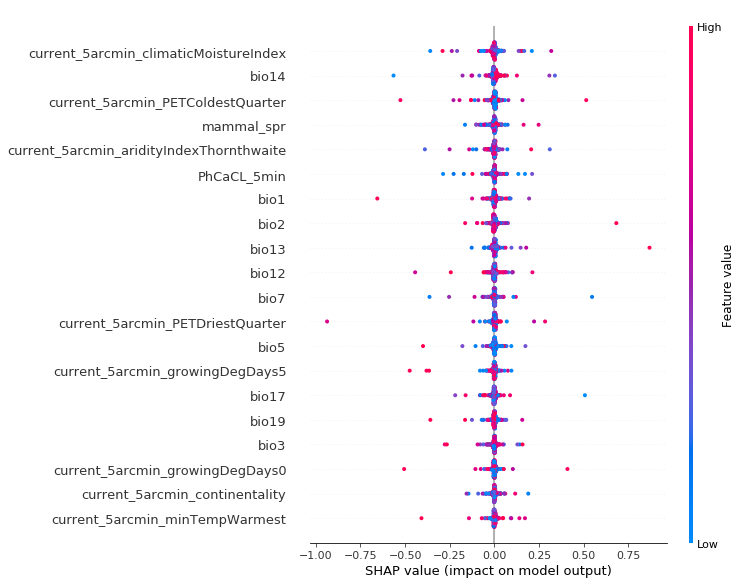 High
current_5arcmin_climaticMoistureIndex
bio14
current_5arcmin_PETColdestQuarter
mammal_spr
current_5arcmin_aridityIndexThornthwaite
PhCaCL_5min
bio1
bio2
bio13
bio12
bio7
current_5arcmin_PETDriestQuarter
bio5
current_5arcmin_growingDegDays5
bio17
bio19
bio3
current_5arcmin_growingDegDays0
current_5arcmin_continentality
current_5arcmin_minTempWarmest
Feature value
Low
−1.00 −0.75 −0.50 −0.25 0.00 0.25 0.50 0.75
SHAP value (impact on model output)